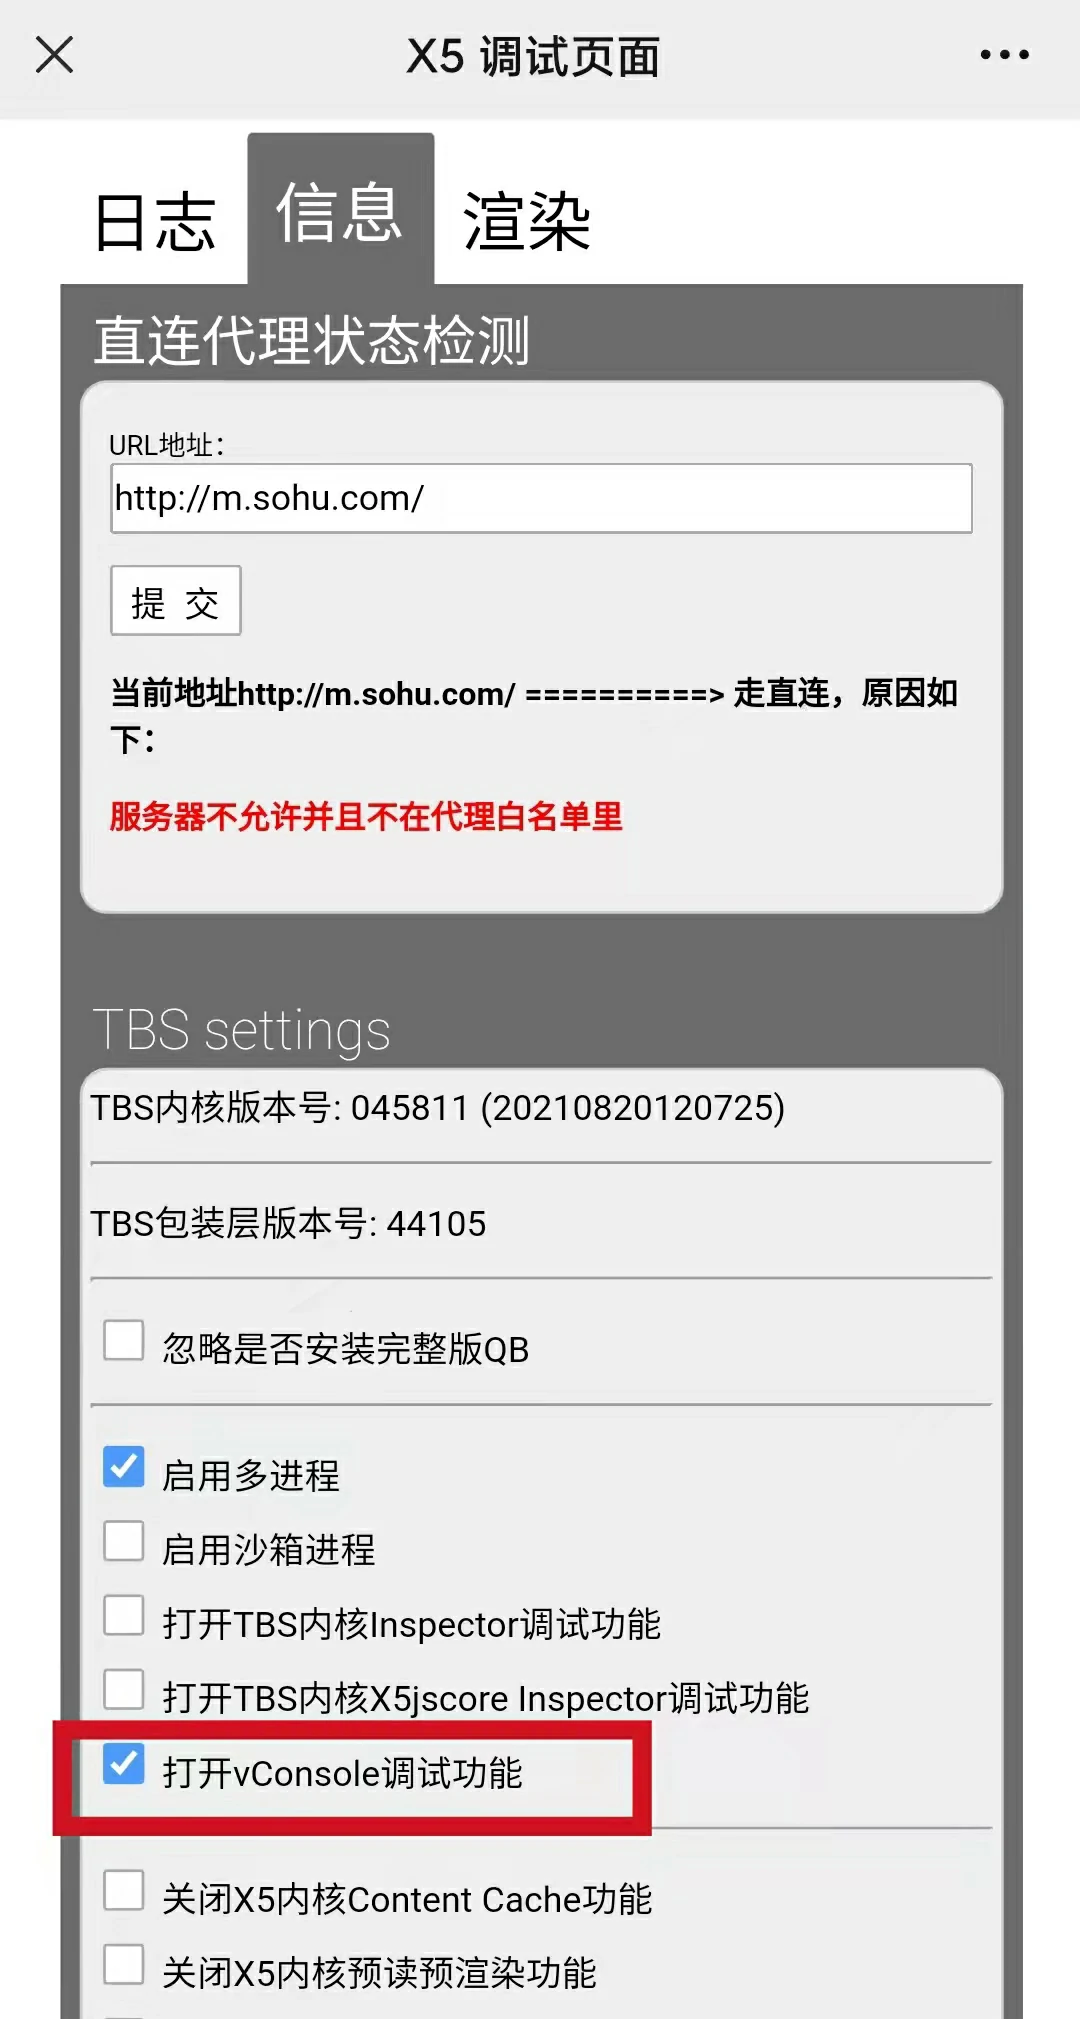 X5 调试页面
日志
信息
渲染
直连代理状态检测
URL地址：
http://m.sohu.com/
提 交
当前地址http://m.sohu.com/ ==========> 走直连，原因如
下：
服务器不允许并且不在代理白名单里
TBS settings
TBS内核版本号: 045811 (20210820120725)
TBS包装层版本号: 44105
忽略是否安装完整版QB
启用多进程
启用沙箱进程
打开TBS内核Inspector调试功能
打开TBS内核X5jscore Inspector调试功能
打开vConsole调试功能
关闭X5内核Content Cache功能
关闭X5内核预读预渲染功能